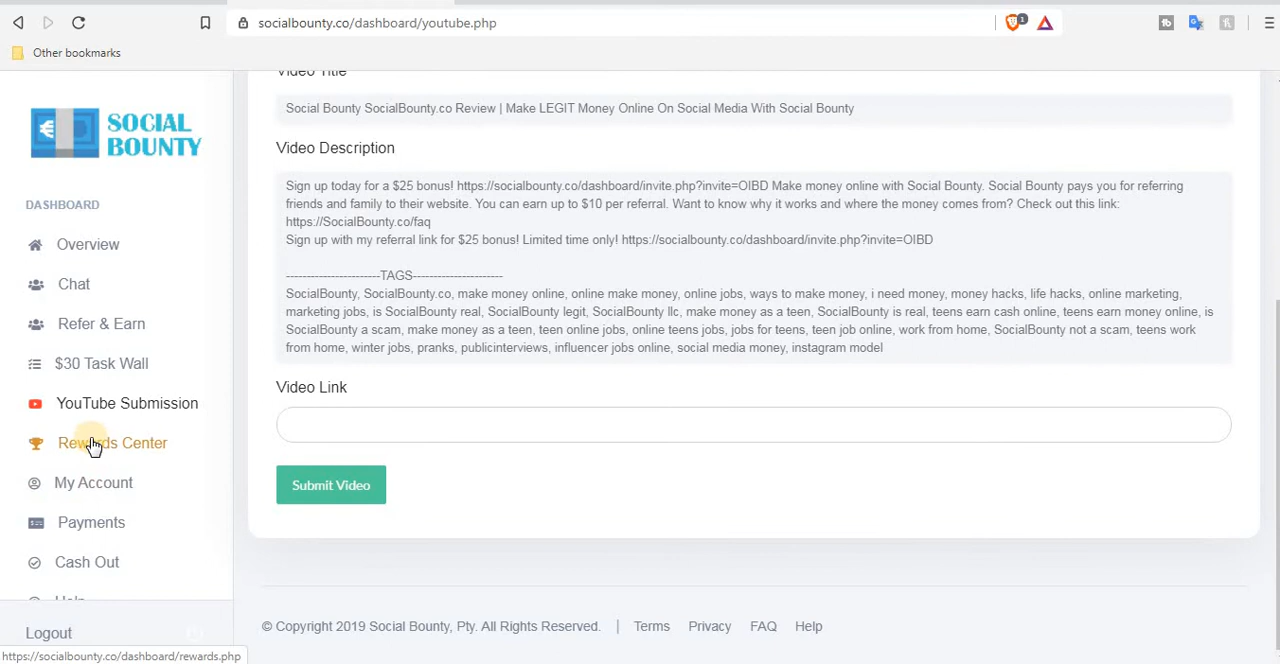 socialbounty.co/dashboard/youtube.php
1
Other bookmarks
SOCIAL
BOUNTY
DASHBOARD
Overview
Chat
Refer & Earn
$30 Task Wall
YouTube Submission
Rewards Center
My Account
Payments
Cash Out
Help
Logout
https://socialbounty.co/dashboard/rewards.php
Video Title
Social Bounty SocialBounty.co Review | Make LEGIT Money Online On Social Media With Social Bounty
Video Description
Sign up today for a $25 bonus! https://socialbounty.co/dashboard/invite.php?invite=OIBD Make money online with Social Bounty. Social Bounty pays you for referring
friends and family to their website. You can earn up to $10 per referral. Want to know why it works and where the money comes from? Check out this link:
https://SocialBounty.co/faq
Sign up with my referral link for $25 bonus! Limited time only! https://socialbounty.co/dashboard/invite.php?invite=OIBD
-----------------------TAGS----------------------
SocialBounty, SocialBounty.co, make money online, online make money, online jobs, ways to make money, i need money, money hacks, life hacks, online marketing,
marketing jobs, is SocialBounty real, SocialBounty legit, SocialBounty llc, make money as a teen, SocialBounty is real, teens earn cash online, teens earn money online, is
SocialBounty a scam, make money as a teen, teen online jobs, online teens jobs, jobs for teens, teen job online, work from home, SocialBounty not a scam, teens work
from home, winter jobs, pranks, publicinterviews, influencer jobs online, social media money, instagram model
Video Link
Submit Video
© Copyright 2019 Social Bounty, Pty. All Rights Reserved. | Terms Privacy FAQ Help